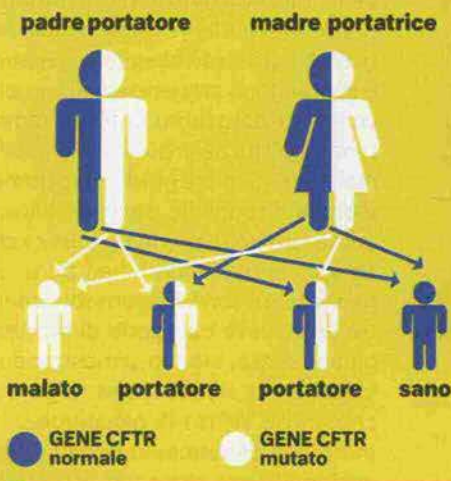 padre portatore madre portatrice
malato portatore portatore sano
GENE CFTR normale
GENE CFTR mutato